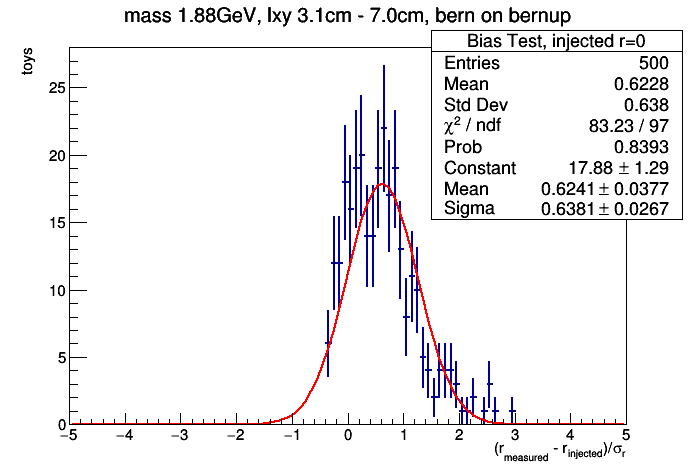 mass 1.88GeV, lxy 3.1cm - 7.0cm, bern on bernup
Bias Test, injected r=0
Entries 500
Mean 0.6228
Std Dev 0.638
χ² / ndf 83.23 / 97
Prob 0.8393
Constant 17.88 ± 1.29
Mean 0.6241 ± 0.0377
Sigma 0.6381 ± 0.0267
toys
25
20
15
10
5
0
−5 −4 −3 −2 −1 0 1 2 3 4 5
(r_measured - r_injected)/σ_r